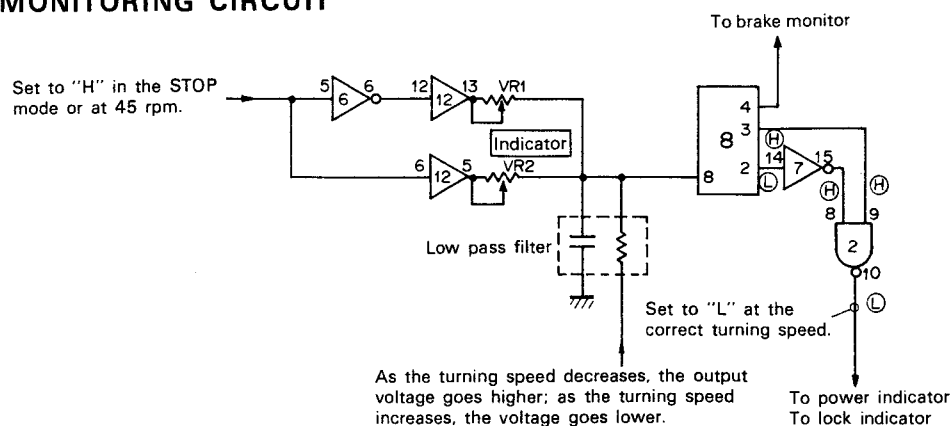 MONITORING CIRCUIT
To brake monitor
Set to "H" in the STOP
mode or at 45 rpm.
5 6 6
12 12 13 VR1
Indicator
6 12 5 VR2
8 8 4
3 H
2 L
14 7 15
H H
8 9
2
10
L
Low pass filter
Set to "L" at the
correct turning speed.
As the turning speed decreases, the output
voltage goes higher; as the turning speed
increases, the voltage goes lower.
To power indicator
To lock indicator